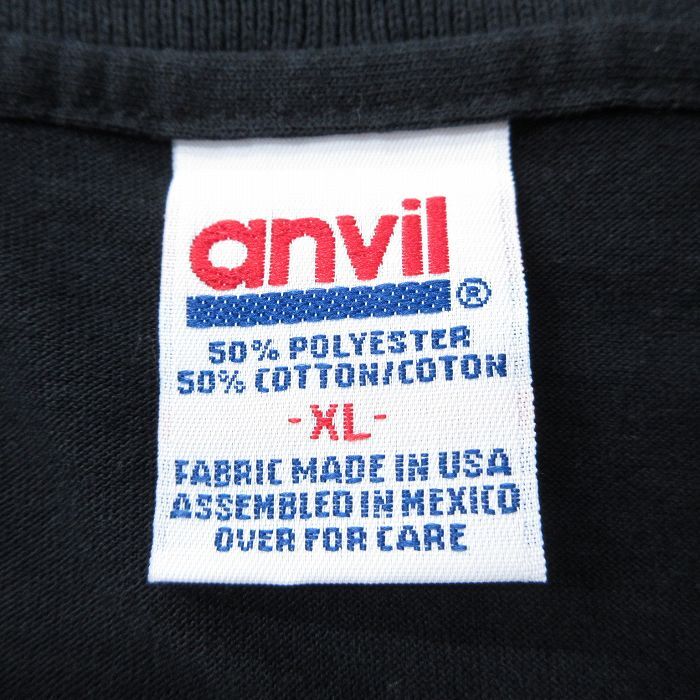 anvil
®
50% POLYESTER
50% COTTON/COTON
-XL-
FABRIC MADE IN USA
ASSEMBLED IN MEXICO
OVER FOR CARE